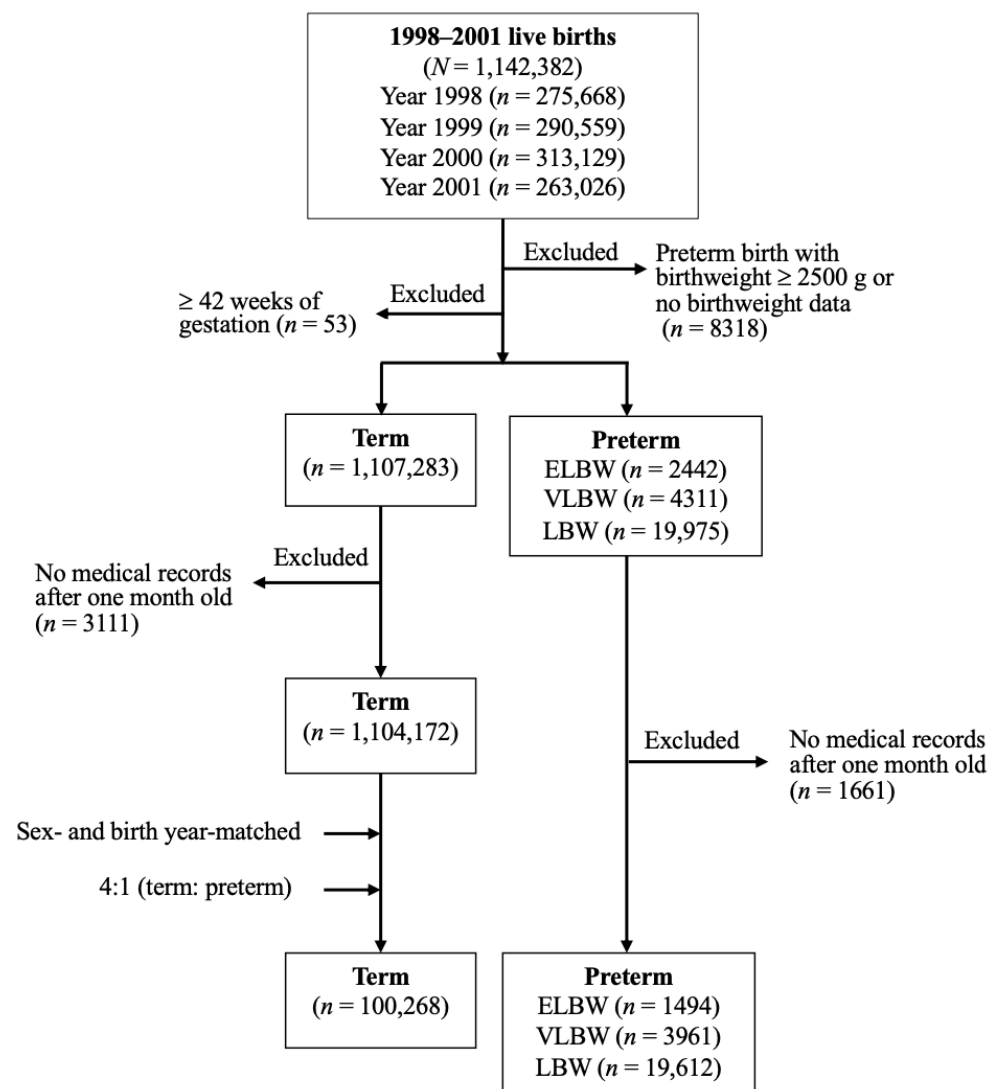 1998–2001 live births
(N = 1,142,382)
Year 1998 (n = 275,668)
Year 1999 (n = 290,559)
Year 2000 (n = 313,129)
Year 2001 (n = 263,026)
Excluded
Preterm birth with
birthweight ≥ 2500 g or
no birthweight data
(n = 8318)
Excluded
≥ 42 weeks of
gestation (n = 53)
Term
(n = 1,107,283)
Preterm
ELBW (n = 2442)
VLBW (n = 4311)
LBW (n = 19,975)
Excluded
No medical records
after one month old
(n = 3111)
Term
(n = 1,104,172)
Excluded
No medical records
after one month old
(n = 1661)
Sex- and birth year-matched
4:1 (term: preterm)
Term
(n = 100,268)
Preterm
ELBW (n = 1494)
VLBW (n = 3961)
LBW (n = 19,612)